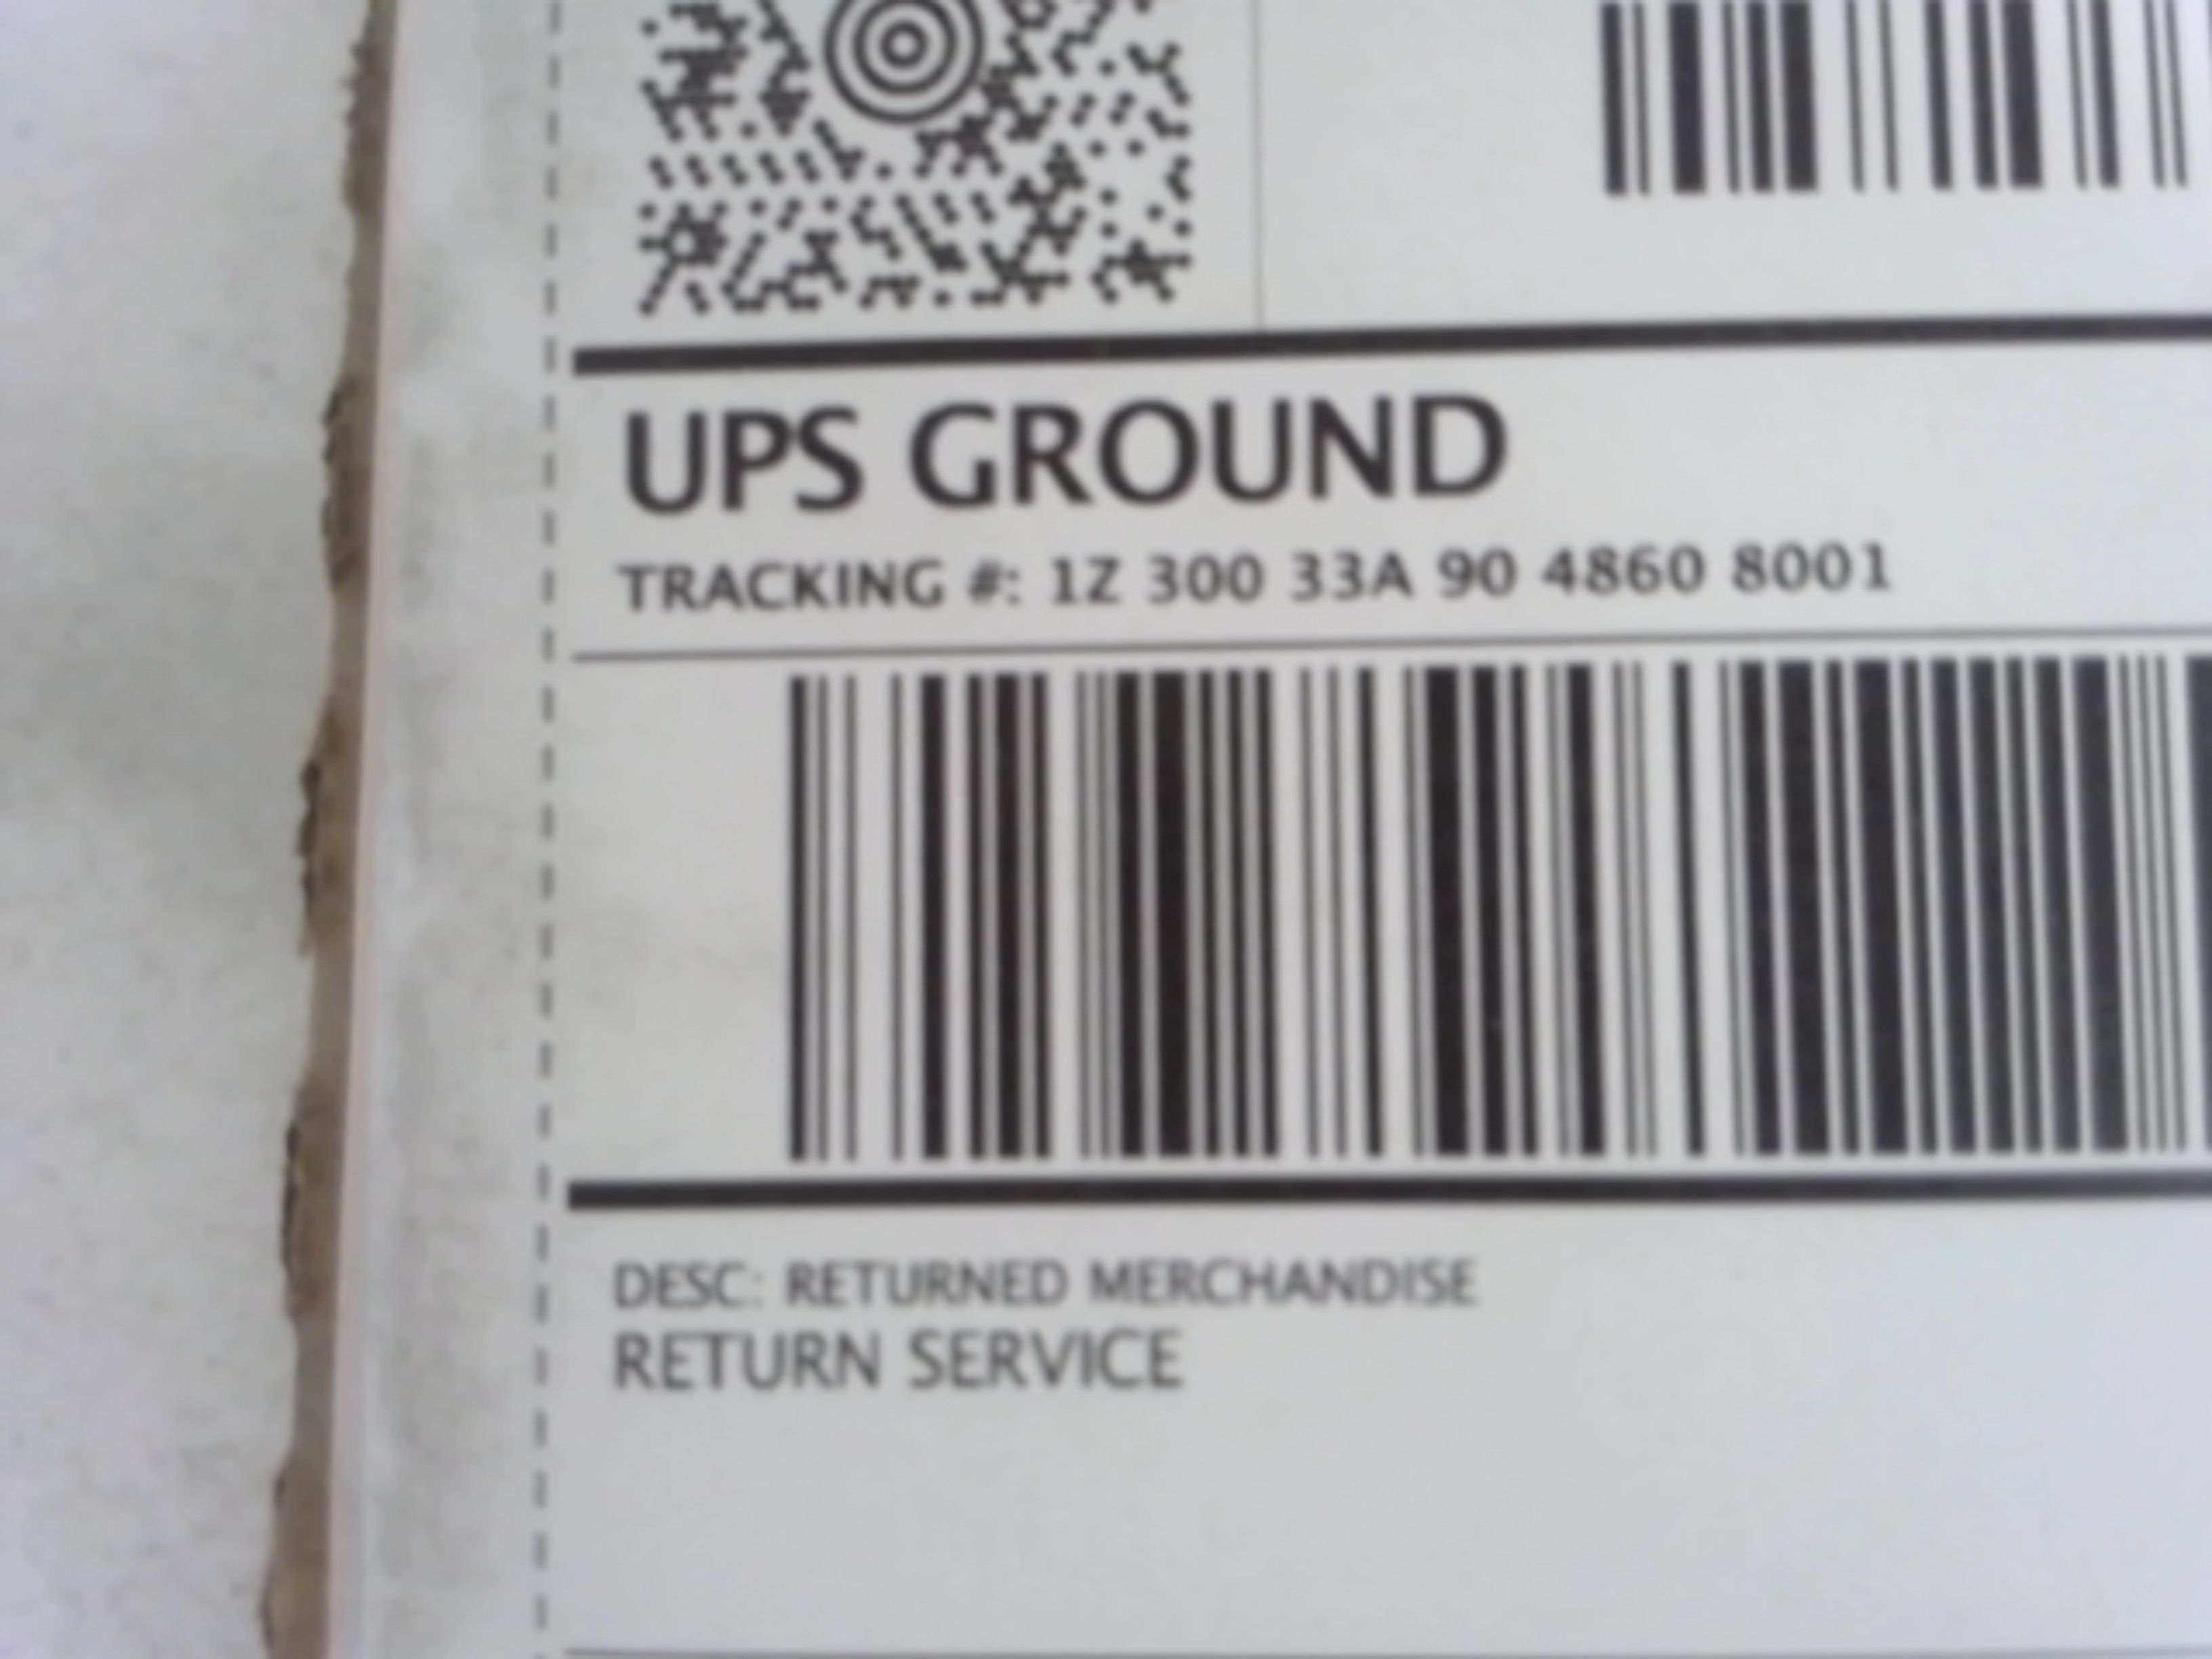 UPS GROUND
TRACKING #: 1Z 300 33A 90 4860 8001
DESC: RETURNED MERCHANDISE
RETURN SERVICE